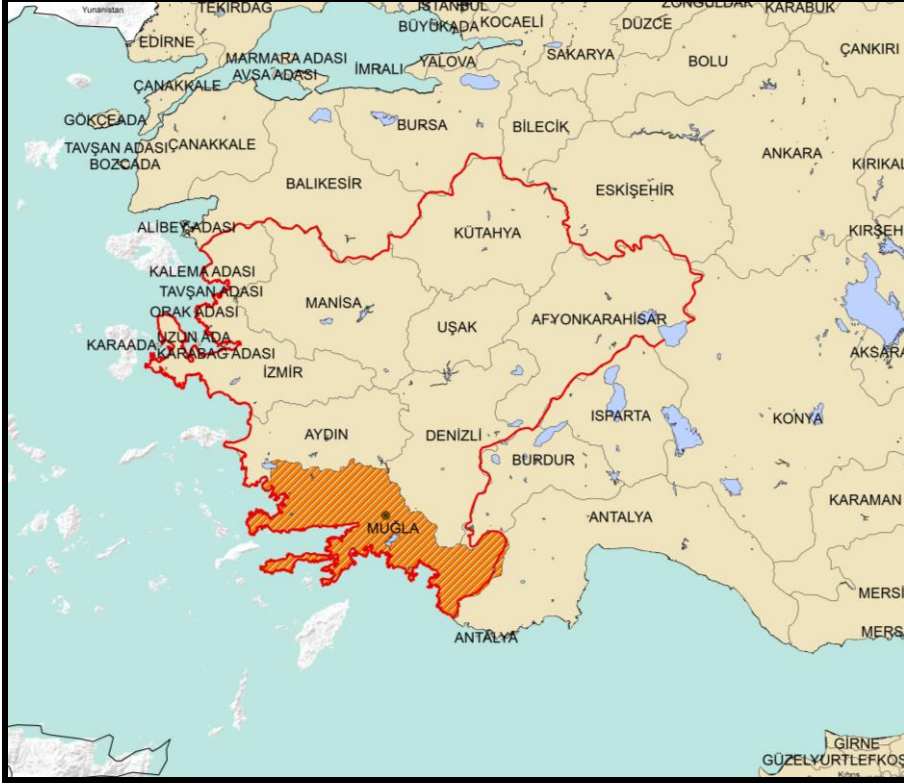 Yunanistan
TEKİRDAĞ
İSTANBUL
ZONGULDAK
KARABÜK
BÜYÜKADA
KOCAELİ
DÜZCE
EDİRNE
MARMARA ADASI
SAKARYA
ÇANKIRI
AVŞA ADASI
İMRALI
YALOVA
BOLU
ÇANAKKALE
GÖKÇEADA
BURSA
BİLECİK
TAVŞAN ADASI
ÇANAKKALE
ANKARA
BOZCADA
KIRIKAL
BALIKESİR
ESKİŞEHİR
ALİBEY ADASI
KÜTAHYA
KIRŞEH
KALEMA ADASI
TAVŞAN ADASI
MANİSA
ORAK ADASI
AFYONKARAHİSAR
UŞAK
KARAADA
UZUN ADA
KARABAĞ ADASI
AKSARA
İZMİR
ISPARTA
KONYA
AYDIN
DENİZLİ
BURDUR
KARAMAN
ANTALYA
MUĞLA
MERSİ
ANTALYA
MERS
GİRNE
GÜZELYURTLEFKOŞ
Kıbrıs